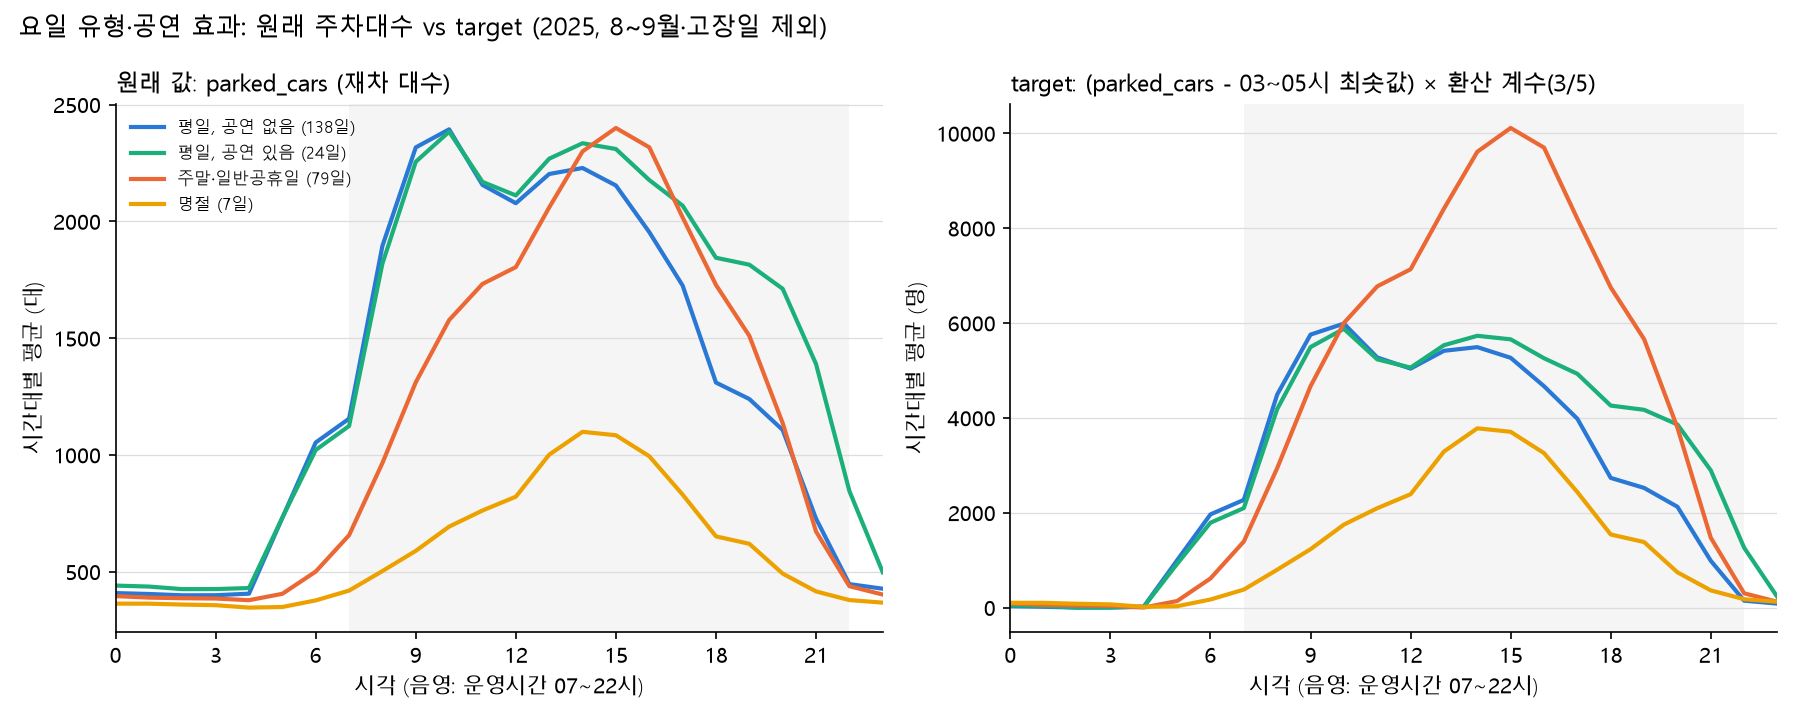 요일 유형·공연 효과: 원래 주차대수 vs target (2025, 8~9월·고장일 제외)
원래 값: parked_cars (재차 대수)
시간대별 평균 (대)
2500
2000
1500
1000
500
평일, 공연 없음 (138일)
평일, 공연 있음 (24일)
주말·일반공휴일 (79일)
명절 (7일)
0 3 6 9 12 15 18 21
시각 (음영: 운영시간 07~22시)
target: (parked_cars - 03~05시 최솟값) × 환산 계수(3/5)
시간대별 평균 (명)
10000
8000
6000
4000
2000
0
0 3 6 9 12 15 18 21
시각 (음영: 운영시간 07~22시)